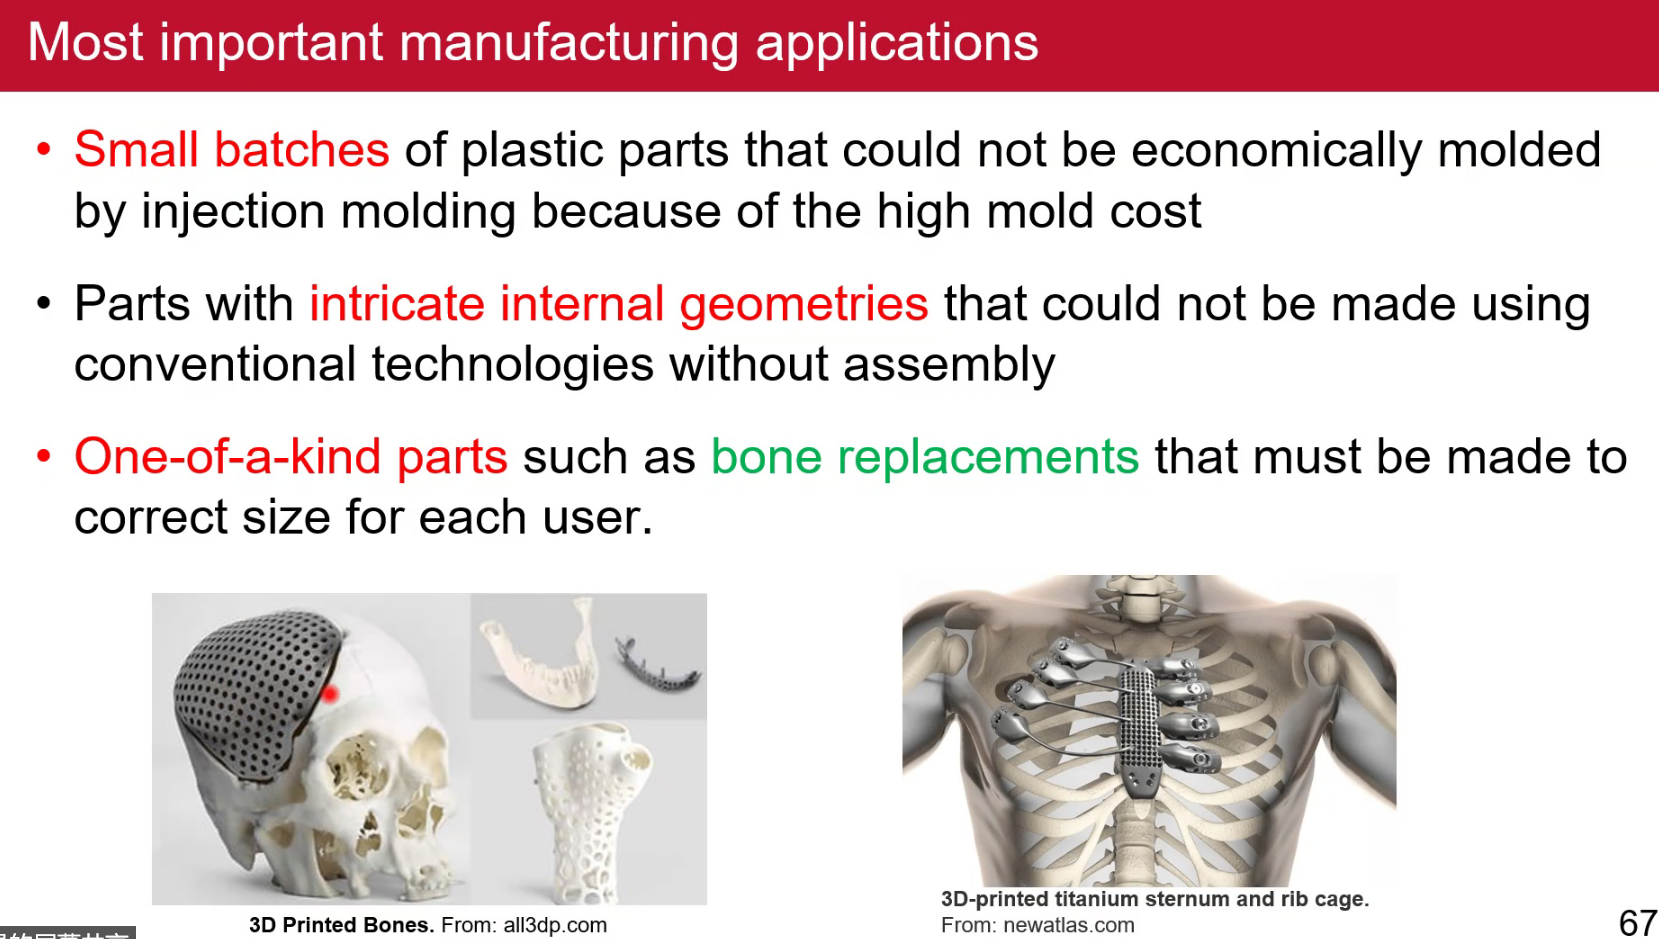 Most important manufacturing applications
• Small batches of plastic parts that could not be economically molded
by injection molding because of the high mold cost
• Parts with intricate internal geometries that could not be made using
conventional technologies without assembly
• One-of-a-kind parts such as bone replacements that must be made to
correct size for each user.
3D Printed Bones. From: all3dp.com
3D-printed titanium sternum and rib cage.
From: newatlas.com
67